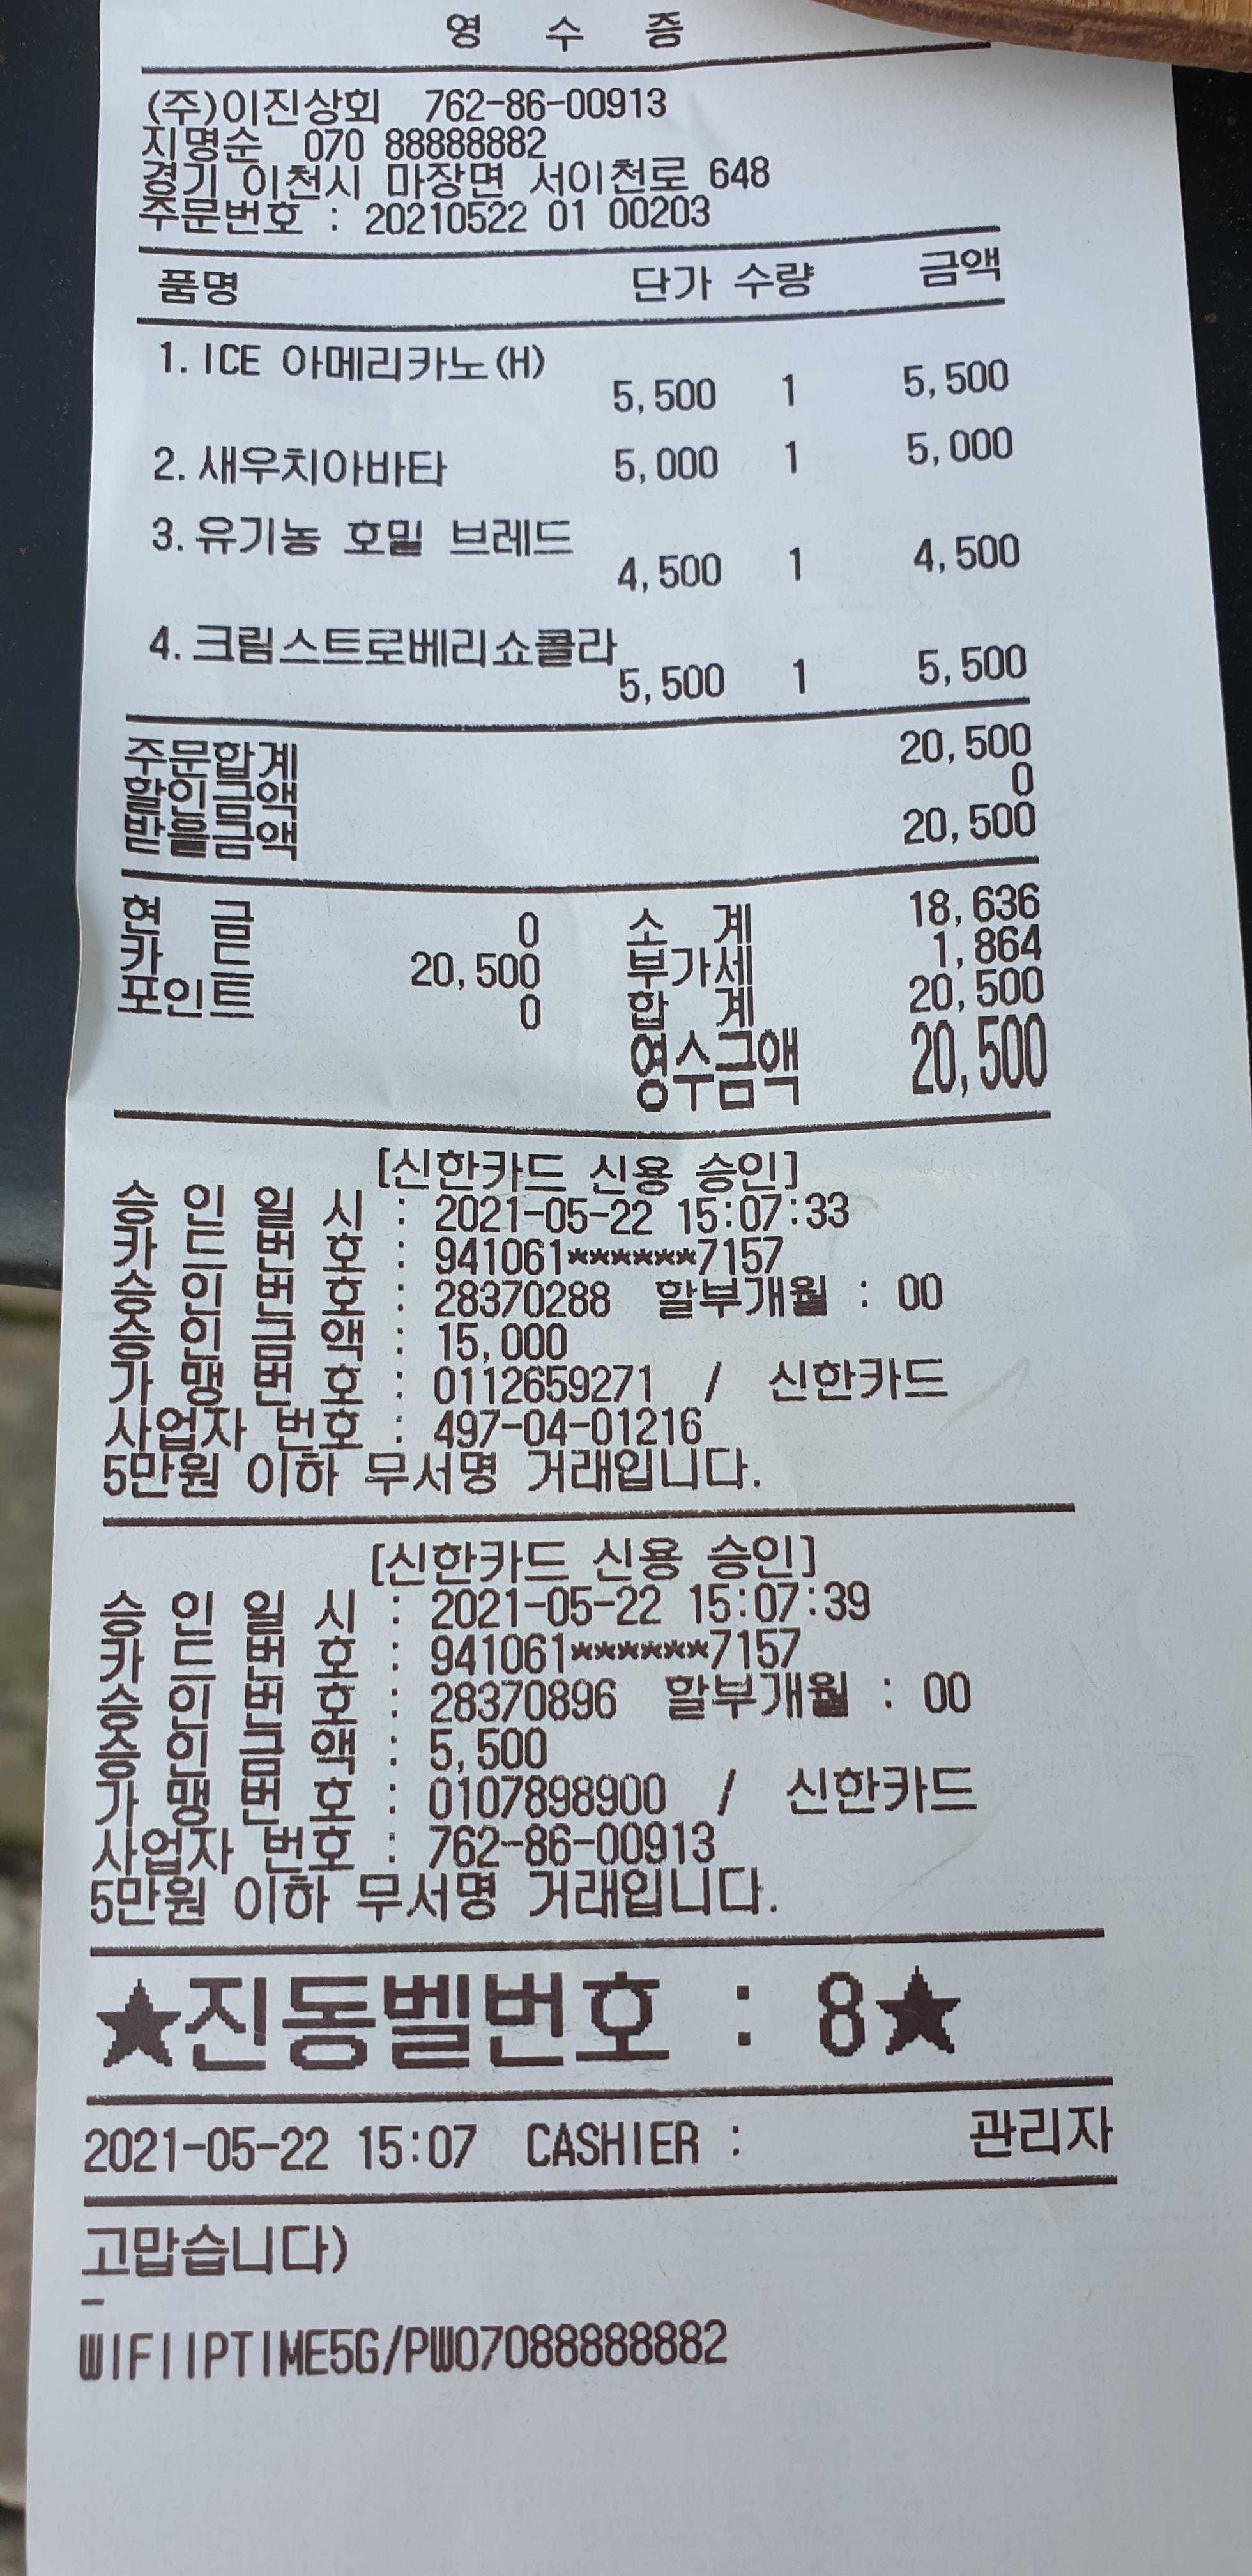 영 수 증
(주)이진상회 762-86-00913
지명순 070 88888882
경기 이천시 마장면 서이천로 648
주문번호 : 20210522 01 00203
품명 단가 수량 금액
1. ICE 아메리카노(H)
5,500 1 5,500
2. 새우치아바타 5,000 1 5,000
3. 유기농 호밀 브레드
4,500 1 4,500
4. 크림스트로베리쇼콜라
5,500 1 5,500
주문합계 20,500
할인금액 0
받을금액 20,500
현 금 0 소 계 18,636
카 드 20,500 부가세 1,864
포인트 0 합 계 20,500
영수금액 20,500
[신한카드 신용 승인]
승 인 일 시 : 2021-05-22 15:07:33
카 드 번 호 : 941061******7157
승 인 번 호 : 28370288 할부개월 : 00
승 인 금 액 : 15,000
가 맹 번 호 : 0112659271 / 신한카드
사업자 번호 : 497-04-01216
5만원 이하 무서명 거래입니다.
[신한카드 신용 승인]
승 인 일 시 : 2021-05-22 15:07:39
카 드 번 호 : 941061******7157
승 인 번 호 : 28370896 할부개월 : 00
승 인 금 액 : 5,500
가 맹 번 호 : 0107898900 / 신한카드
사업자 번호 : 762-86-00913
5만원 이하 무서명 거래입니다.
★진동벨번호 : 8★
2021-05-22 15:07 CASHIER : 관리자
고맙습니다)
-
WIFIIPTIME5G/PW07088888882